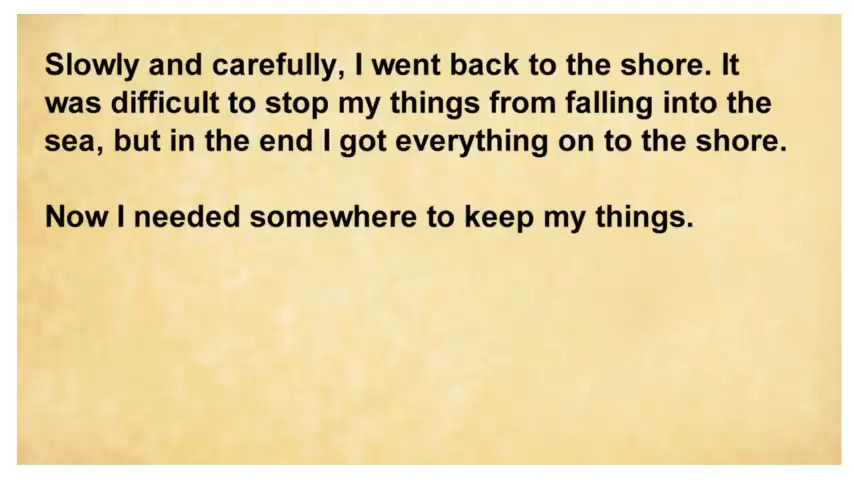 Slowly and carefully, I went back to the shore. It
was difficult to stop my things from falling into the
sea, but in the end I got everything on to the shore.
Now I needed somewhere to keep my things.